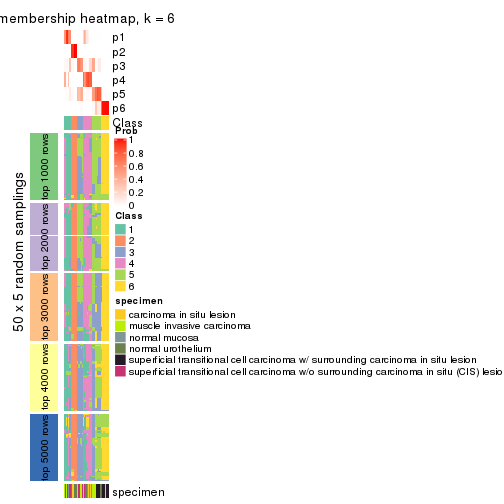 membership heatmap, k = 6
p1
p2
p3
p4
p5
p6
Class
Prob
1
0.8
0.6
0.4
0.2
0
Class
1
2
3
4
5
6
specimen
carcinoma in situ lesion
muscle invasive carcinoma
normal mucosa
normal urothelium
superficial transitional cell carcinoma w/ surrounding carcinoma in situ lesion
superficial transitional cell carcinoma w/o surrounding carcinoma in situ (CIS) lesio
50 x 5 random samplings
top 1000 rows
top 2000 rows
top 3000 rows
top 4000 rows
top 5000 rows
specimen